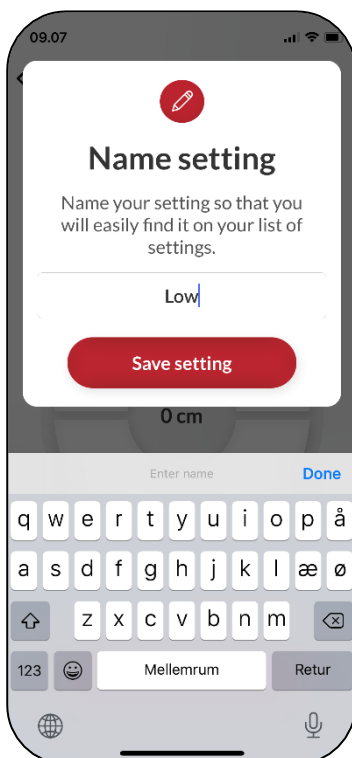 09.07
Name setting
Name your setting so that you
will easily find it on your list of
settings.
Low
Save setting
0 cm
Enter name
Done
q w e r t y u i o p å
a s d f g h j k l æ ø
z x c v b n m
123 Mellemrum Retur